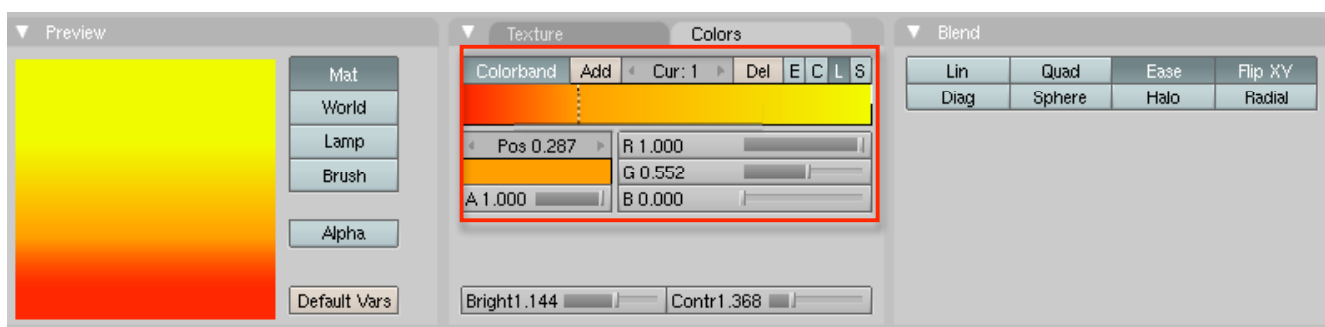 Preview
Mat
World
Lamp
Brush
Alpha
Default Vars
Texture Colors
Colorband Add Cur: 1 Del E C L S
Pos 0.287
A 1.000
R 1.000
G 0.552
B 0.000
Bright1.144 Contr1.368
Blend
Lin Quad Ease Flip XY
Diag Sphere Halo Radial